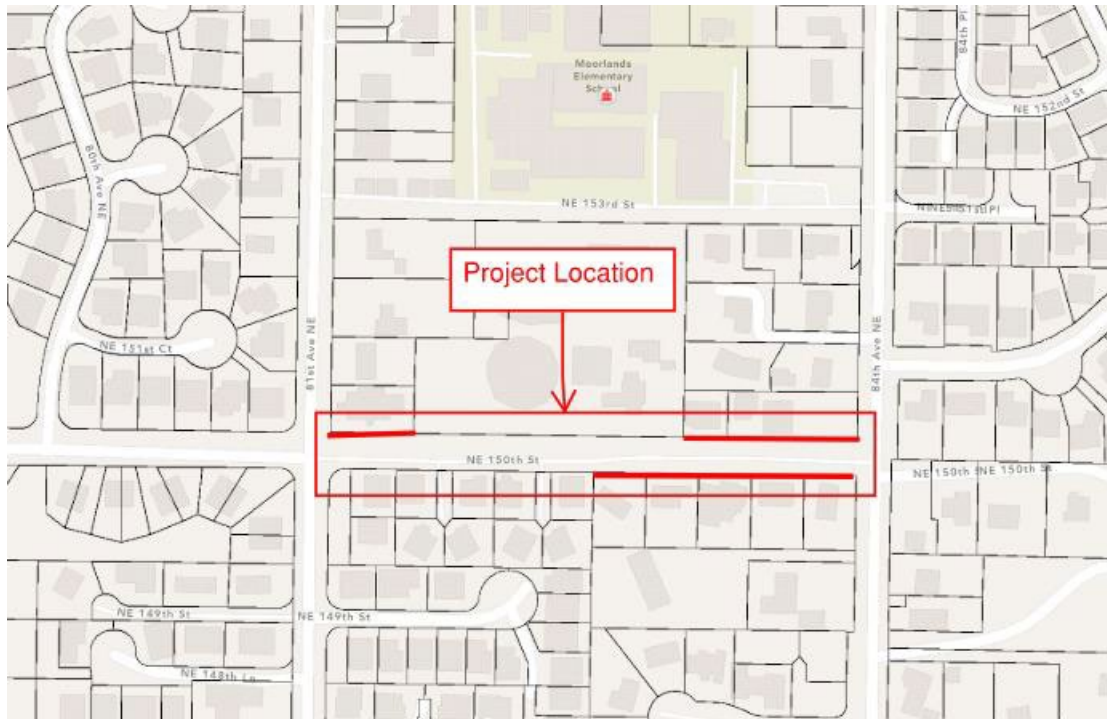 84th Pl
Moorlands
Elementary
School
NE 152nd St
80th Ave NE
NE 153rd St
Project Location
NE 151st Ct
81st Ave NE
84th Ave NE
NE 150th St
NE 150th St
NE 149th St
NE 149th St
NE 148th Ln